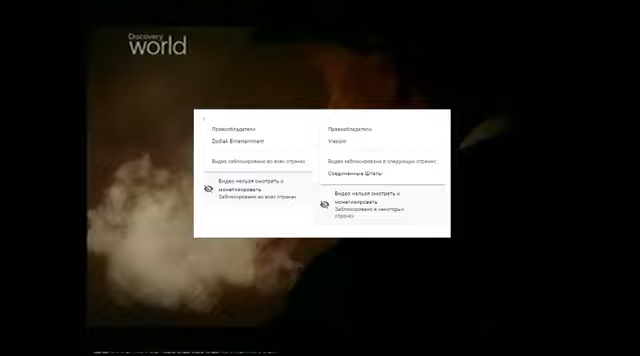 Discovery
world
Правообладатели
Zodiak Entertainment
Видео заблокировано во всех странах
Видео нельзя смотреть и
монетизировать
Заблокировано во всех странах
Правообладатели
Viacom
Видео заблокировано в следующих странах:
Соединенные Штаты
Видео нельзя смотреть и
монетизировать
Заблокировано в некоторых
странах